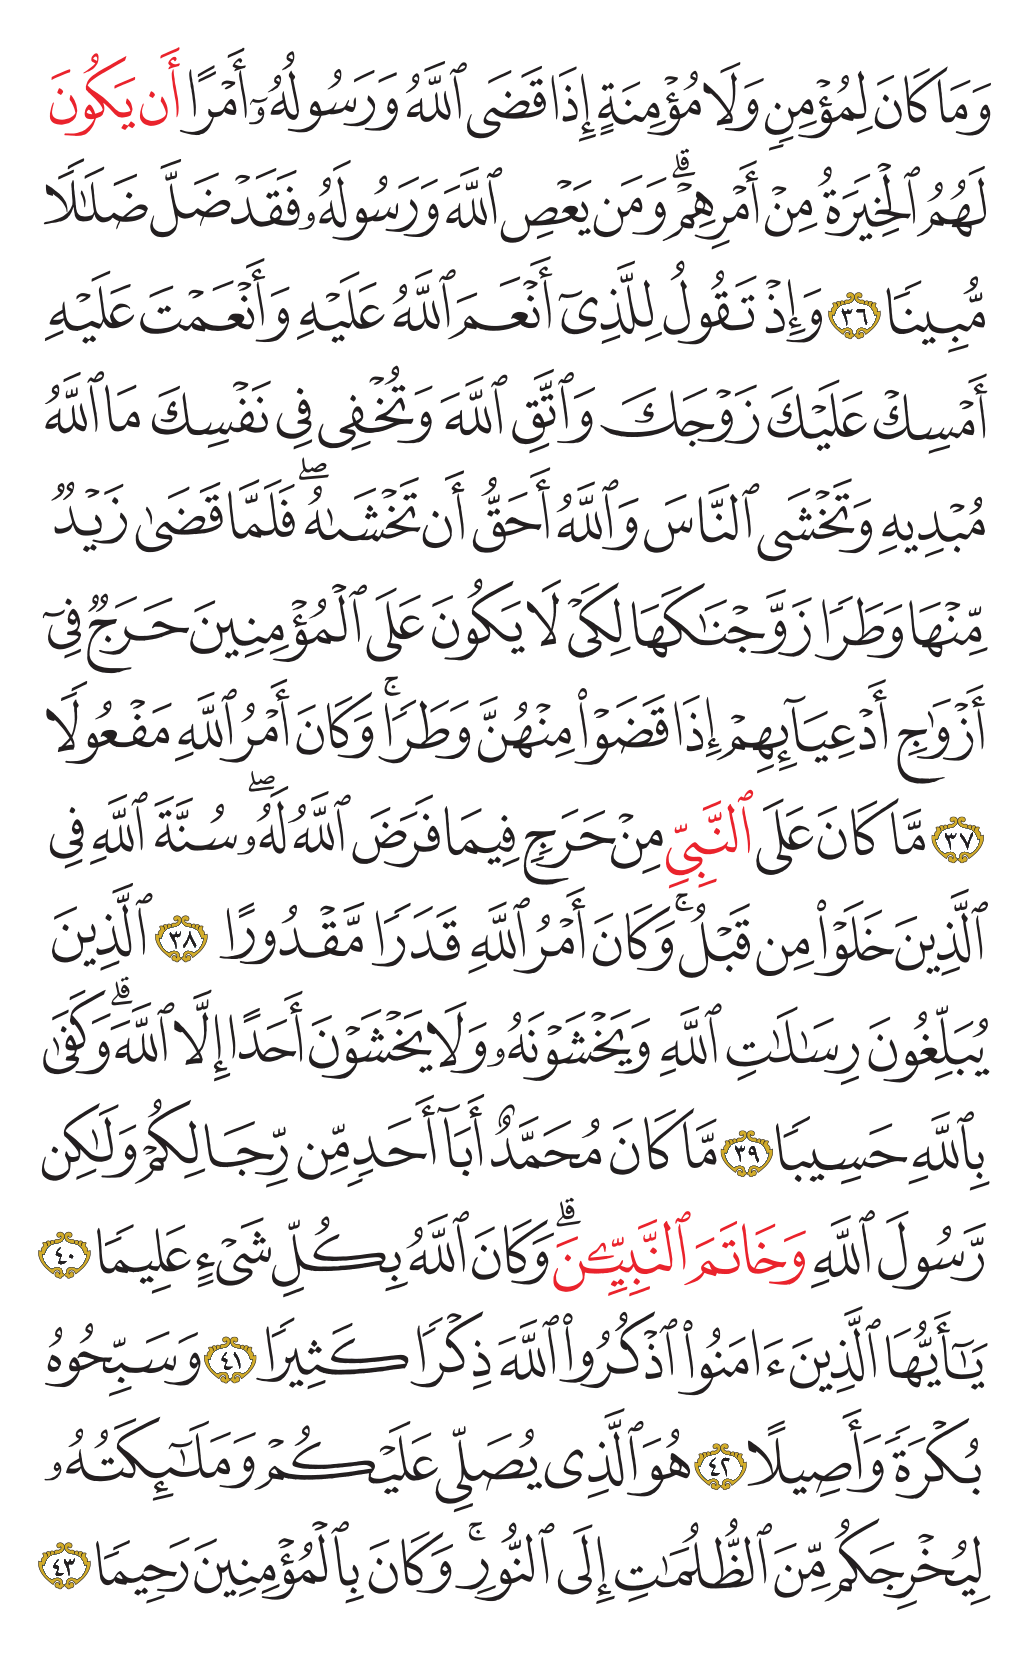 وَمَا كَانَ لِمُؤۡمِنٖ وَلَا مُؤۡمِنَةٍ إِذَا قَضَى ٱللَّهُ وَرَسُولُهُۥٓ أَمۡرًا أَن يَكُونَ
لَهُمُ ٱلۡخِيَرَةُ مِنۡ أَمۡرِهِمۡۗ وَمَن يَعۡصِ ٱللَّهَ وَرَسُولَهُۥ فَقَدۡ ضَلَّ ضَلَٰلٗا
مُّبِينٗا ٣٦ وَإِذۡ تَقُولُ لِلَّذِيٓ أَنۡعَمَ ٱللَّهُ عَلَيۡهِ وَأَنۡعَمۡتَ عَلَيۡهِ
أَمۡسِكۡ عَلَيۡكَ زَوۡجَكَ وَٱتَّقِ ٱللَّهَ وَتُخۡفِي فِي نَفۡسِكَ مَا ٱللَّهُ
مُبۡدِيهِ وَتَخۡشَى ٱلنَّاسَ وَٱللَّهُ أَحَقُّ أَن تَخۡشَىٰهُۖ فَلَمَّا قَضَىٰ زَيۡدٞ
مِّنۡهَا وَطَرٗا زَوَّجۡنَٰكَهَا لِكَيۡ لَا يَكُونَ عَلَى ٱلۡمُؤۡمِنِينَ حَرَجٞ فِيٓ
أَزۡوَٰجِ أَدۡعِيَآئِهِمۡ إِذَا قَضَوۡاْ مِنۡهُنَّ وَطَرٗاۚ وَكَانَ أَمۡرُ ٱللَّهِ مَفۡعُولٗا
٣٧ مَّا كَانَ عَلَى ٱلنَّبِيِّ مِنۡ حَرَجٖ فِيمَا فَرَضَ ٱللَّهُ لَهُۥۖ سُنَّةَ ٱللَّهِ فِي
ٱلَّذِينَ خَلَوۡاْ مِن قَبۡلُۚ وَكَانَ أَمۡرُ ٱللَّهِ قَدَرٗا مَّقۡدُورًا ٣٨ ٱلَّذِينَ
يُبَلِّغُونَ رِسَٰلَٰتِ ٱللَّهِ وَيَخۡشَوۡنَهُۥ وَلَا يَخۡشَوۡنَ أَحَدًا إِلَّا ٱللَّهَۗ وَكَفَىٰ
بِٱللَّهِ حَسِيبٗا ٣٩ مَّا كَانَ مُحَمَّدٌ أَبَآ أَحَدٖ مِّن رِّجَالِكُمۡ وَلَٰكِن
رَّسُولَ ٱللَّهِ وَخَاتَمَ ٱلنَّبِيِّـۧنَۗ وَكَانَ ٱللَّهُ بِكُلِّ شَيۡءٍ عَلِيمٗا ٤٠
يَٰٓأَيُّهَا ٱلَّذِينَ ءَامَنُواْ ٱذۡكُرُواْ ٱللَّهَ ذِكۡرٗا كَثِيرٗا ٤١ وَسَبِّحُوهُ
بُكۡرَةٗ وَأَصِيلًا ٤٢ هُوَ ٱلَّذِي يُصَلِّي عَلَيۡكُمۡ وَمَلَٰٓئِكَتُهُۥ
لِيُخۡرِجَكُم مِّنَ ٱلظُّلُمَٰتِ إِلَى ٱلنُّورِۚ وَكَانَ بِٱلۡمُؤۡمِنِينَ رَحِيمٗا ٤٣